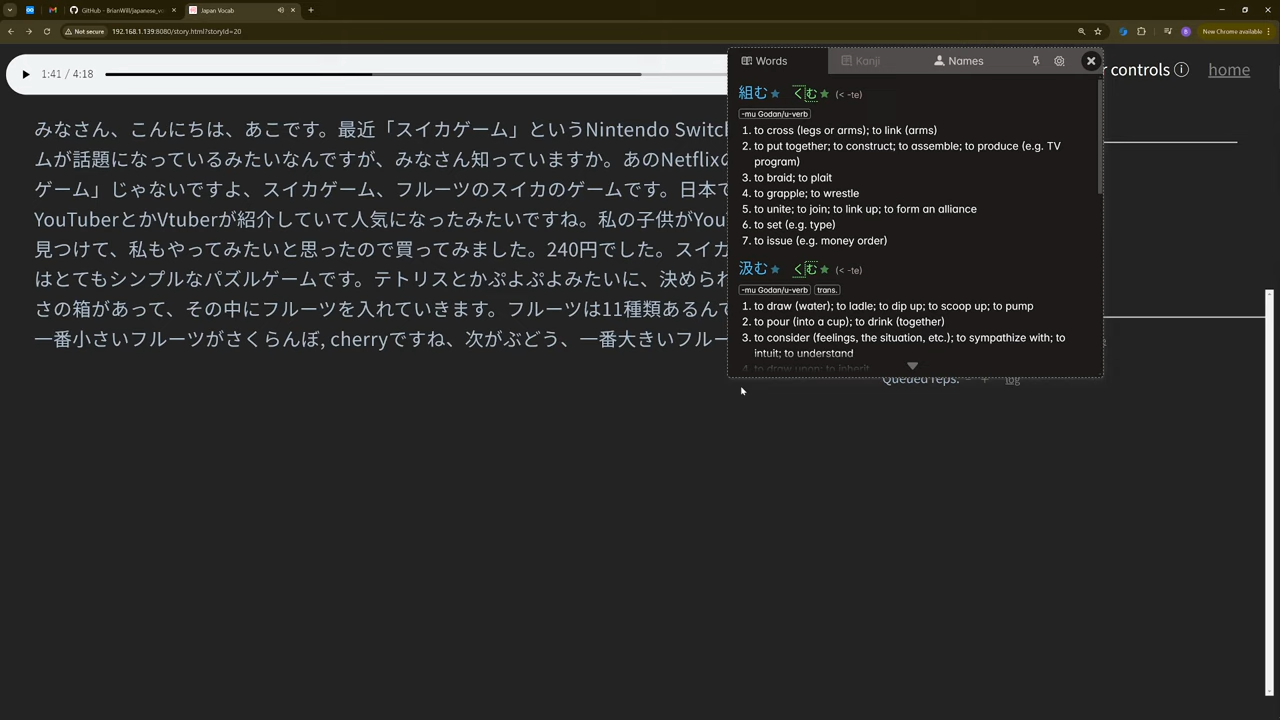 GitHub - BrianWill/japanese_vo
Japan Vocab
Not secure
192.168.1.139:8080/story.html?storyId=20
New Chrome available
1:41 / 4:18
controls
home
みなさん、こんにちは、あこです。最近「スイカゲーム」というNintendo Switch
ムが話題になっているみたいなんですが、みなさん知っていますか。あのNetflixの
ゲーム」じゃないですよ、スイカゲーム、フルーツのスイカのゲームです。日本で
YouTuberとかVtuberが紹介していて人気になったみたいですね。私の子供がYou
見つけて、私もやってみたいと思ったので買ってみました。240円でした。スイカ
はとてもシンプルなパズルゲームです。テトリスとかぷよぷよみたいに、決められ
さの箱があって、その中にフルーツを入れていきます。フルーツは11種類あるんで
一番小さいフルーツがさくらんぼ, cherryですね、次がぶどう、一番大きいフルー
Words
Kanji
Names
組む★ くむ★ (< -te)
-mu Godan/u-verb
1. to cross (legs or arms); to link (arms)
2. to put together; to construct; to assemble; to produce (e.g. TV
program)
3. to braid; to plait
4. to grapple; to wrestle
5. to unite; to join; to link up; to form an alliance
6. to set (e.g. type)
7. to issue (e.g. money order)
汲む★ くむ★ (< -te)
-mu Godan/u-verb trans.
1. to draw (water); to ladle; to dip up; to scoop up; to pump
2. to pour (into a cup); to drink (together)
3. to consider (feelings, the situation, etc.); to sympathize with; to
intuit; to understand
4. to draw upon; to inherit
Queued reps: - + log